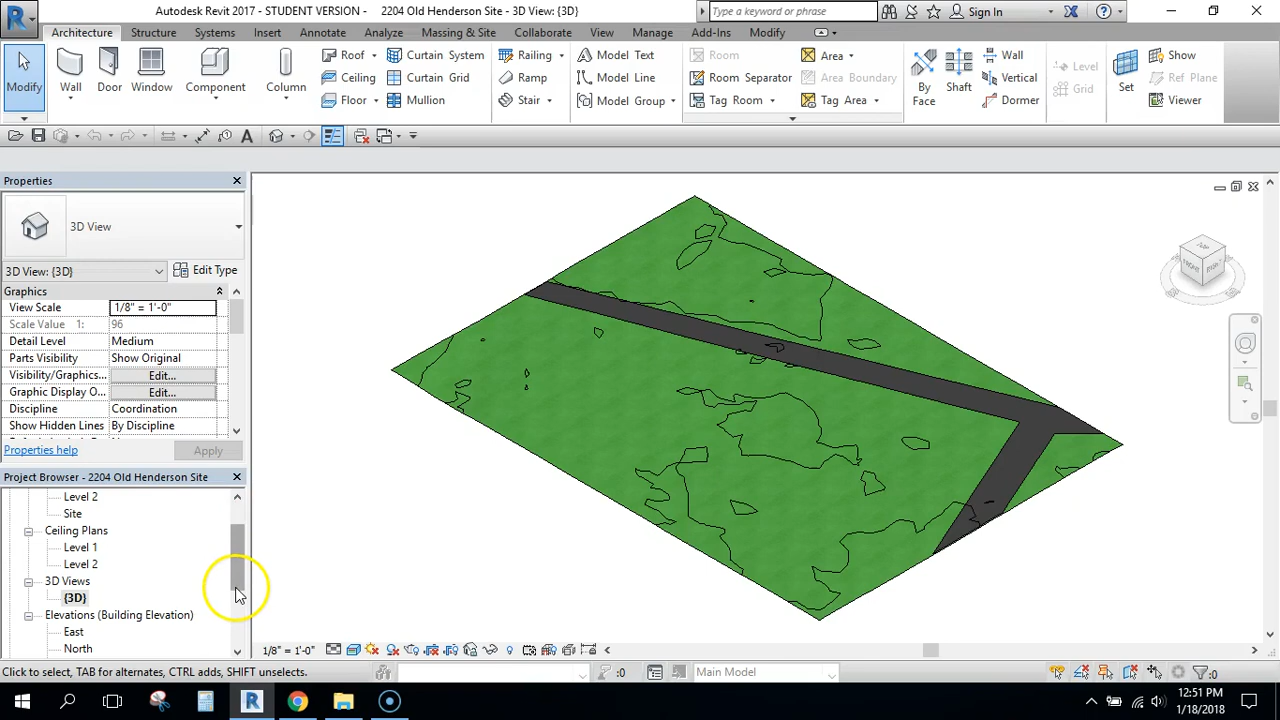 Autodesk Revit 2017 - STUDENT VERSION - 2204 Old Henderson Site - 3D View: {3D}
Type a keyword or phrase
Sign In
Architecture Structure Systems Insert Annotate Analyze Massing & Site Collaborate View Manage Add-Ins Modify
Modify
Wall
Door
Window
Component
Column
Roof
Ceiling
Floor
Curtain System
Curtain Grid
Mullion
Railing
Ramp
Stair
Model Text
Model Line
Model Group
Room
Room Separator
Tag Room
Area
Area Boundary
Tag Area
By Face
Shaft
Wall
Vertical
Dormer
Level
Grid
Set
Show
Ref Plane
Viewer
Properties
3D View
3D View: {3D}
Edit Type
Graphics
View Scale 1/8" = 1'-0"
Scale Value 1: 96
Detail Level Medium
Parts Visibility Show Original
Visibility/Graphics... Edit...
Graphic Display O... Edit...
Discipline Coordination
Show Hidden Lines By Discipline
Properties help
Apply
Project Browser - 2204 Old Henderson Site
Level 2
Site
Ceiling Plans
Level 1
Level 2
3D Views
{3D}
Elevations (Building Elevation)
East
North
TOP
FRONT
RIGHT
1/8" = 1'-0"
Click to select, TAB for alternates, CTRL adds, SHIFT unselects.
:0
Main Model
:0
12:51 PM
1/18/2018